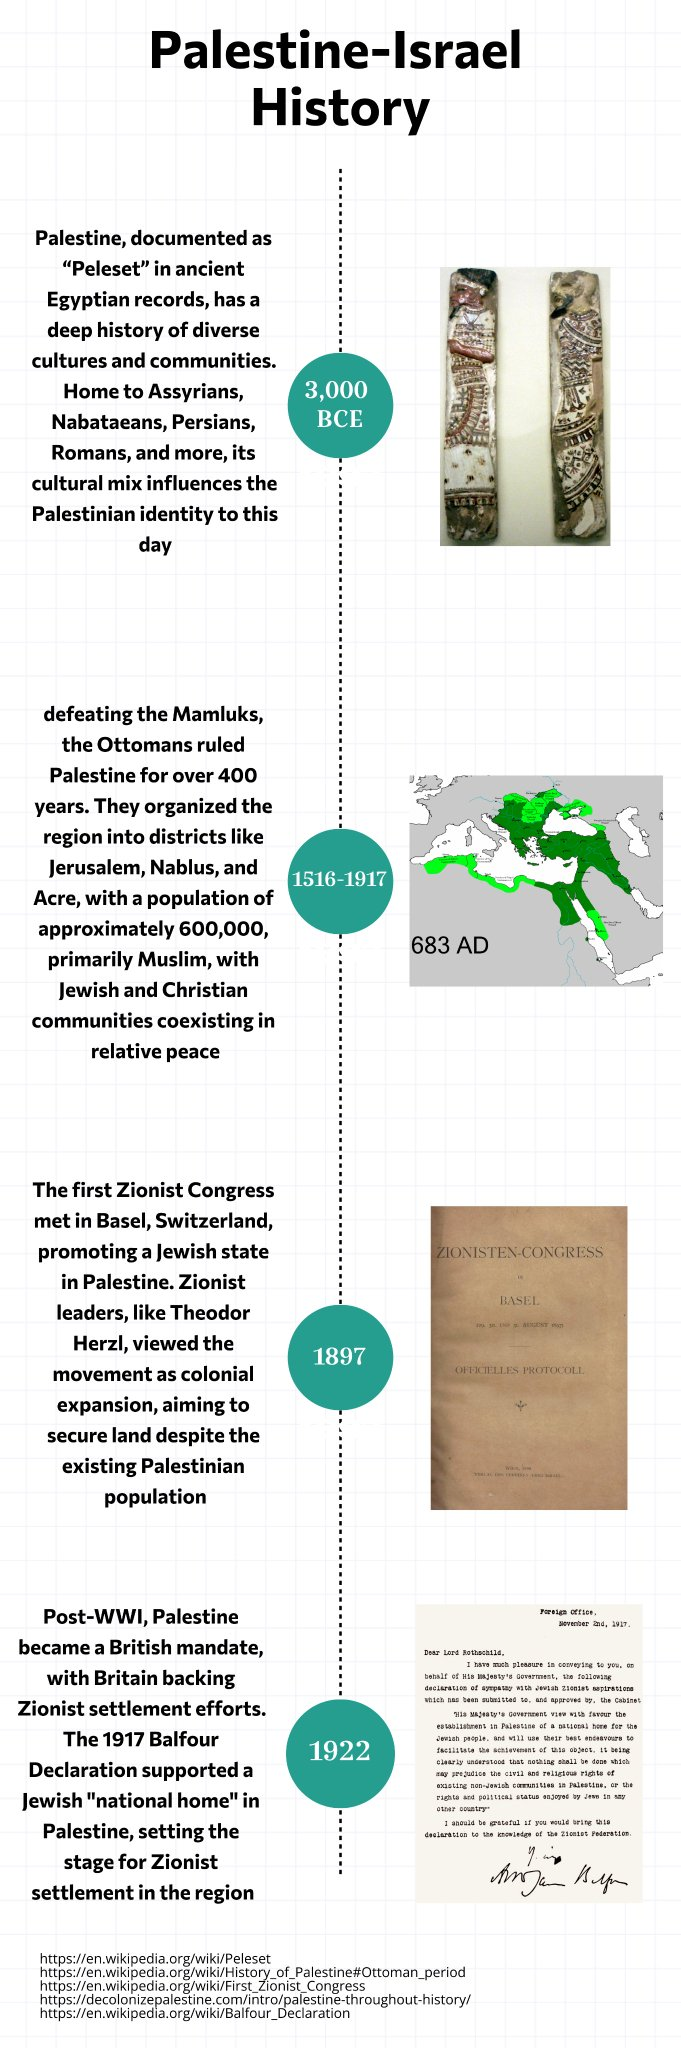 Palestine-Israel
History
Palestine, documented as
“Peleset” in ancient
Egyptian records, has a
deep history of diverse
cultures and communities.
Home to Assyrians,
Nabataeans, Persians,
Romans, and more, its
cultural mix influences the
Palestinian identity to this
day
3,000
BCE
defeating the Mamluks,
the Ottomans ruled
Palestine for over 400
years. They organized the
region into districts like
Jerusalem, Nablus, and
Acre, with a population of
approximately 600,000,
primarily Muslim, with
Jewish and Christian
communities coexisting in
relative peace
1516-1917
683 AD
The first Zionist Congress
met in Basel, Switzerland,
promoting a Jewish state
in Palestine. Zionist
leaders, like Theodor
Herzl, viewed the
movement as colonial
expansion, aiming to
secure land despite the
existing Palestinian
population
1897
ZIONISTEN-CONGRESS
IN
BASEL
OFFICIELLES PROTOCOLL
Post-WWI, Palestine
became a British mandate,
with Britain backing
Zionist settlement efforts.
The 1917 Balfour
Declaration supported a
Jewish "national home" in
Palestine, setting the
stage for Zionist
settlement in the region
1922
Foreign Office,
November 2nd, 1917.
Dear Lord Rothschild,
I have much pleasure in conveying to you, on
behalf of His Majesty's Government, the following
declaration of sympathy with Jewish Zionist aspirations
which has been submitted to, and approved by, the Cabinet
"His Majesty's Government view with favour the
establishment in Palestine of a national home for the
Jewish people, and will use their best endeavours to
facilitate the achievement of this object, it being
clearly understood that nothing shall be done which
may prejudice the civil and religious rights of
existing non-Jewish communities in Palestine, or the
rights and political status enjoyed by Jews in any
other country"
I should be grateful if you would bring this
declaration to the knowledge of the Zionist Federation.
https://en.wikipedia.org/wiki/Peleset
https://en.wikipedia.org/wiki/History_of_Palestine#Ottoman_period
https://en.wikipedia.org/wiki/First_Zionist_Congress
https://decolonizepalestine.com/intro/palestine-throughout-history/
https://en.wikipedia.org/wiki/Balfour_Declaration